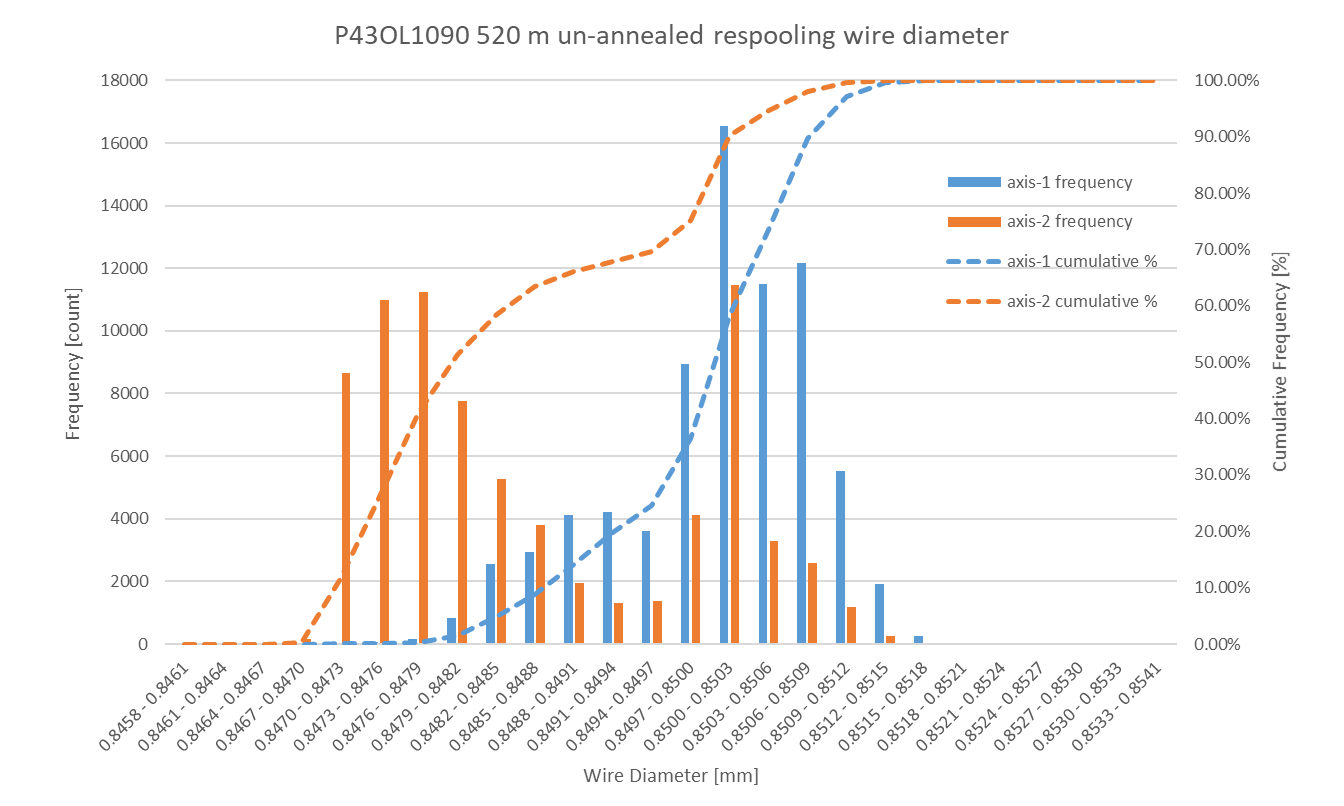 P43OL1090 520 m un-annealed respooling wire diameter
18000
16000
14000
12000
10000
8000
6000
4000
2000
0
Frequency [count]
100.00%
90.00%
80.00%
70.00%
60.00%
50.00%
40.00%
30.00%
20.00%
10.00%
0.00%
Cumulative Frequency [%]
axis-1 frequency
axis-2 frequency
axis-1 cumulative %
axis-2 cumulative %
0.8458 - 0.8461
0.8461 - 0.8464
0.8464 - 0.8467
0.8467 - 0.8470
0.8470 - 0.8473
0.8473 - 0.8476
0.8476 - 0.8479
0.8479 - 0.8482
0.8482 - 0.8485
0.8485 - 0.8488
0.8488 - 0.8491
0.8491 - 0.8494
0.8494 - 0.8497
0.8497 - 0.8500
0.8500 - 0.8503
0.8503 - 0.8506
0.8506 - 0.8509
0.8509 - 0.8512
0.8512 - 0.8515
0.8515 - 0.8518
0.8518 - 0.8521
0.8521 - 0.8524
0.8524 - 0.8527
0.8527 - 0.8530
0.8530 - 0.8533
0.8533 - 0.8541
Wire Diameter [mm]